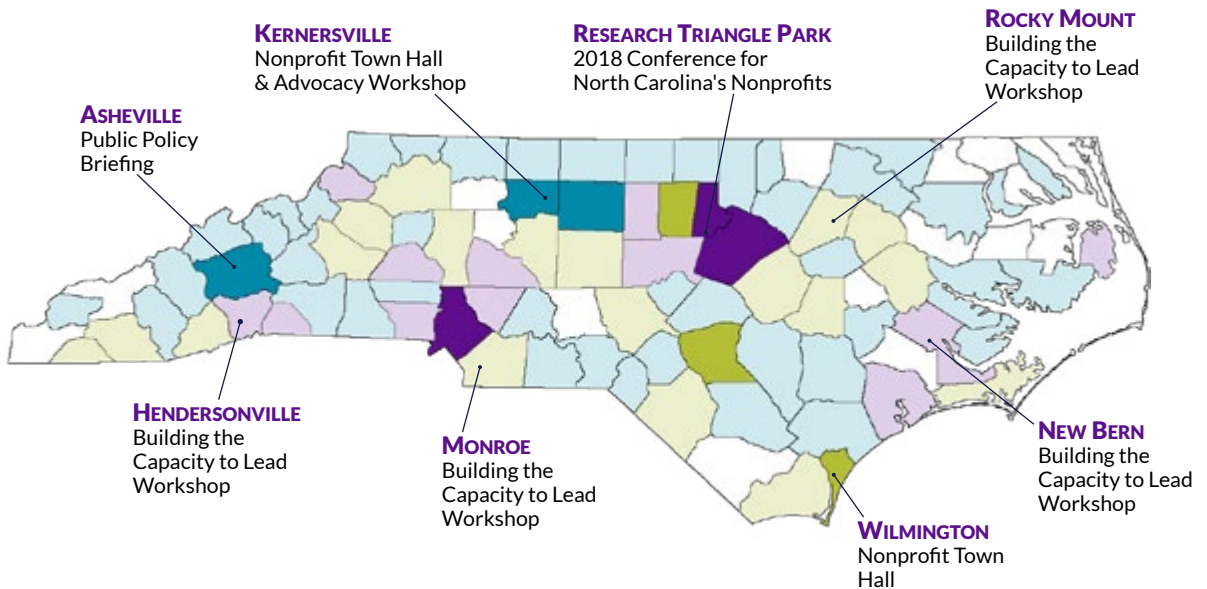 KERNERSVILLE
Nonprofit Town Hall
& Advocacy Workshop
RESEARCH TRIANGLE PARK
2018 Conference for
North Carolina's Nonprofits
ROCKY MOUNT
Building the
Capacity to Lead
Workshop
ASHEVILLE
Public Policy
Briefing
HENDERSONVILLE
Building the
Capacity to Lead
Workshop
MONROE
Building the
Capacity to Lead
Workshop
NEW BERN
Building the
Capacity to Lead
Workshop
WILMINGTON
Nonprofit Town
Hall